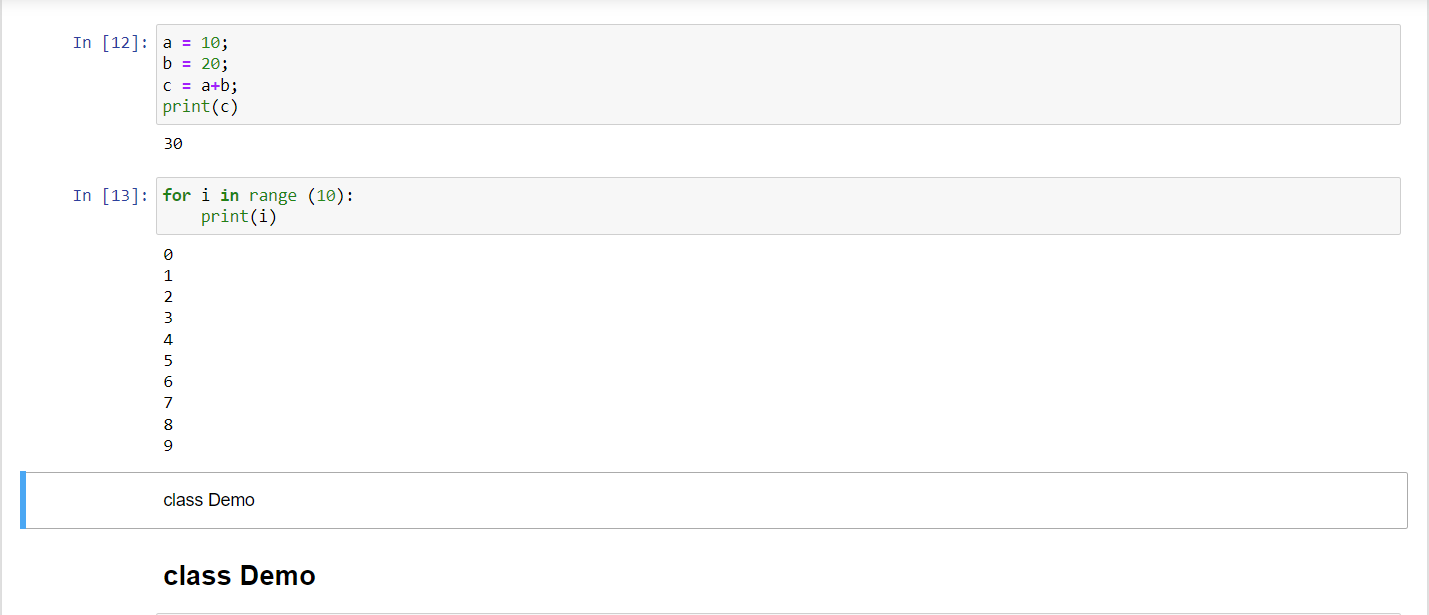 In [12]: a = 10;
b = 20;
c = a+b;
print(c)
30
In [13]: for i in range (10):
    print(i)
0
1
2
3
4
5
6
7
8
9
class Demo
class Demo